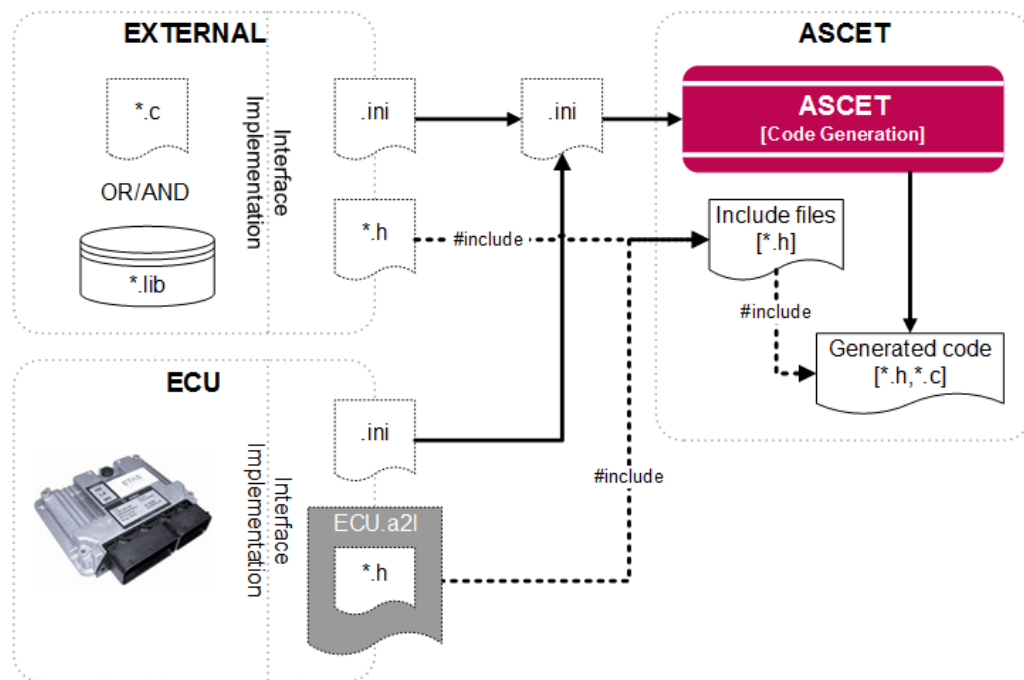 EXTERNAL
*.c
OR/AND
*.lib
Interface
Implementation
.ini
*.h
.ini
#include
ASCET
ASCET
[Code Generation]
Include files
[*.h]
#include
Generated code
[*.h,*.c]
ECU
ETAS
Interface
Implementation
.ini
ECU.a2l
*.h
#include